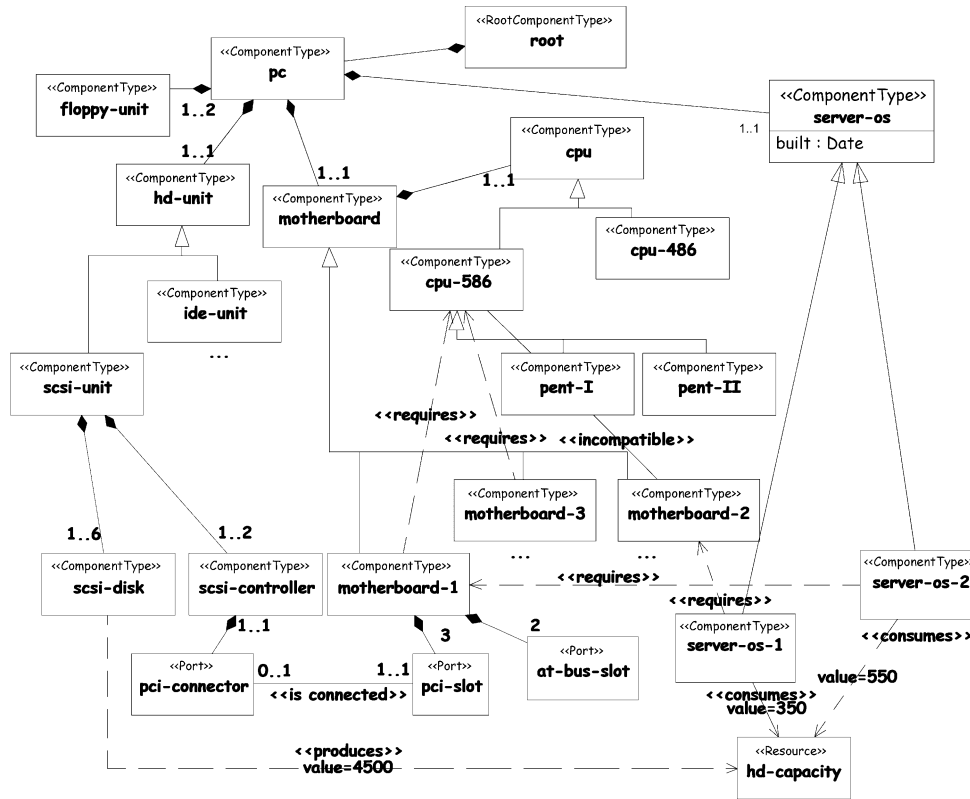 <<RootComponentType>>
root
<<ComponentType>>
pc
<<ComponentType>>
floppy-unit
1..2
<<ComponentType>>
server-os
built : Date
1..1
<<ComponentType>>
cpu
1..1
1..1
1..1
<<ComponentType>>
hd-unit
<<ComponentType>>
motherboard
<<ComponentType>>
cpu-486
<<ComponentType>>
cpu-586
<<ComponentType>>
ide-unit
...
<<ComponentType>>
scsi-unit
<<ComponentType>>
pent-I
<<ComponentType>>
pent-II
<<requires>>
<<requires>>
<<incompatible>>
<<ComponentType>>
motherboard-3
...
<<ComponentType>>
motherboard-2
...
1..6
1..2
<<ComponentType>>
scsi-disk
<<ComponentType>>
scsi-controller
<<ComponentType>>
motherboard-1
<<requires>>
<<ComponentType>>
server-os-2
<<requires>>
1..1
3
2
<<ComponentType>>
server-os-1
<<consumes>>
<<Port>>
pci-connector
0..1
1..1
<<is connected>>
<<Port>>
pci-slot
<<Port>>
at-bus-slot
value=550
<<consumes>>
value=350
<<produces>>
value=4500
<<Resource>>
hd-capacity